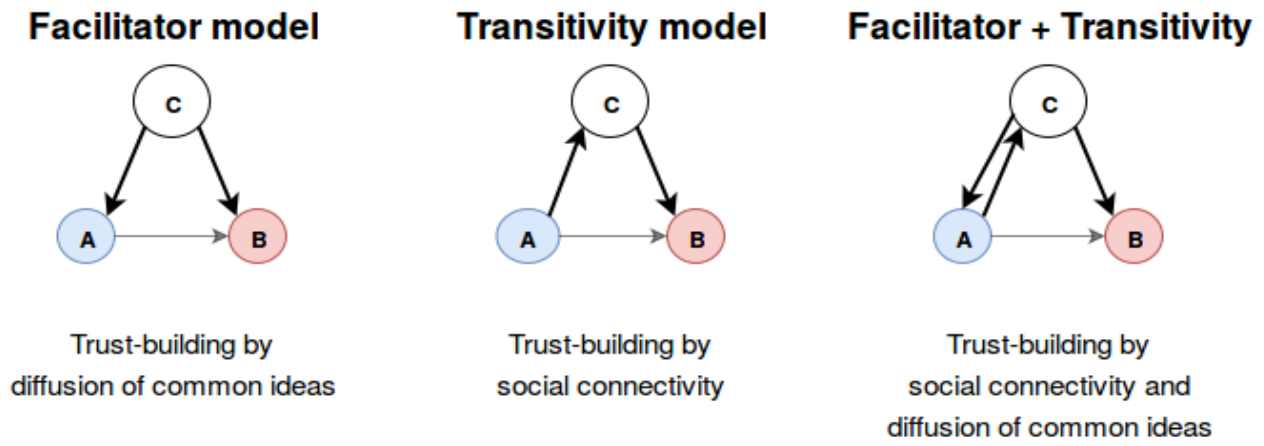 Facilitator model
C
A
B
Trust-building by
diffusion of common ideas
Transitivity model
C
A
B
Trust-building by
social connectivity
Facilitator + Transitivity
C
A
B
Trust-building by
social connectivity and
diffusion of common ideas